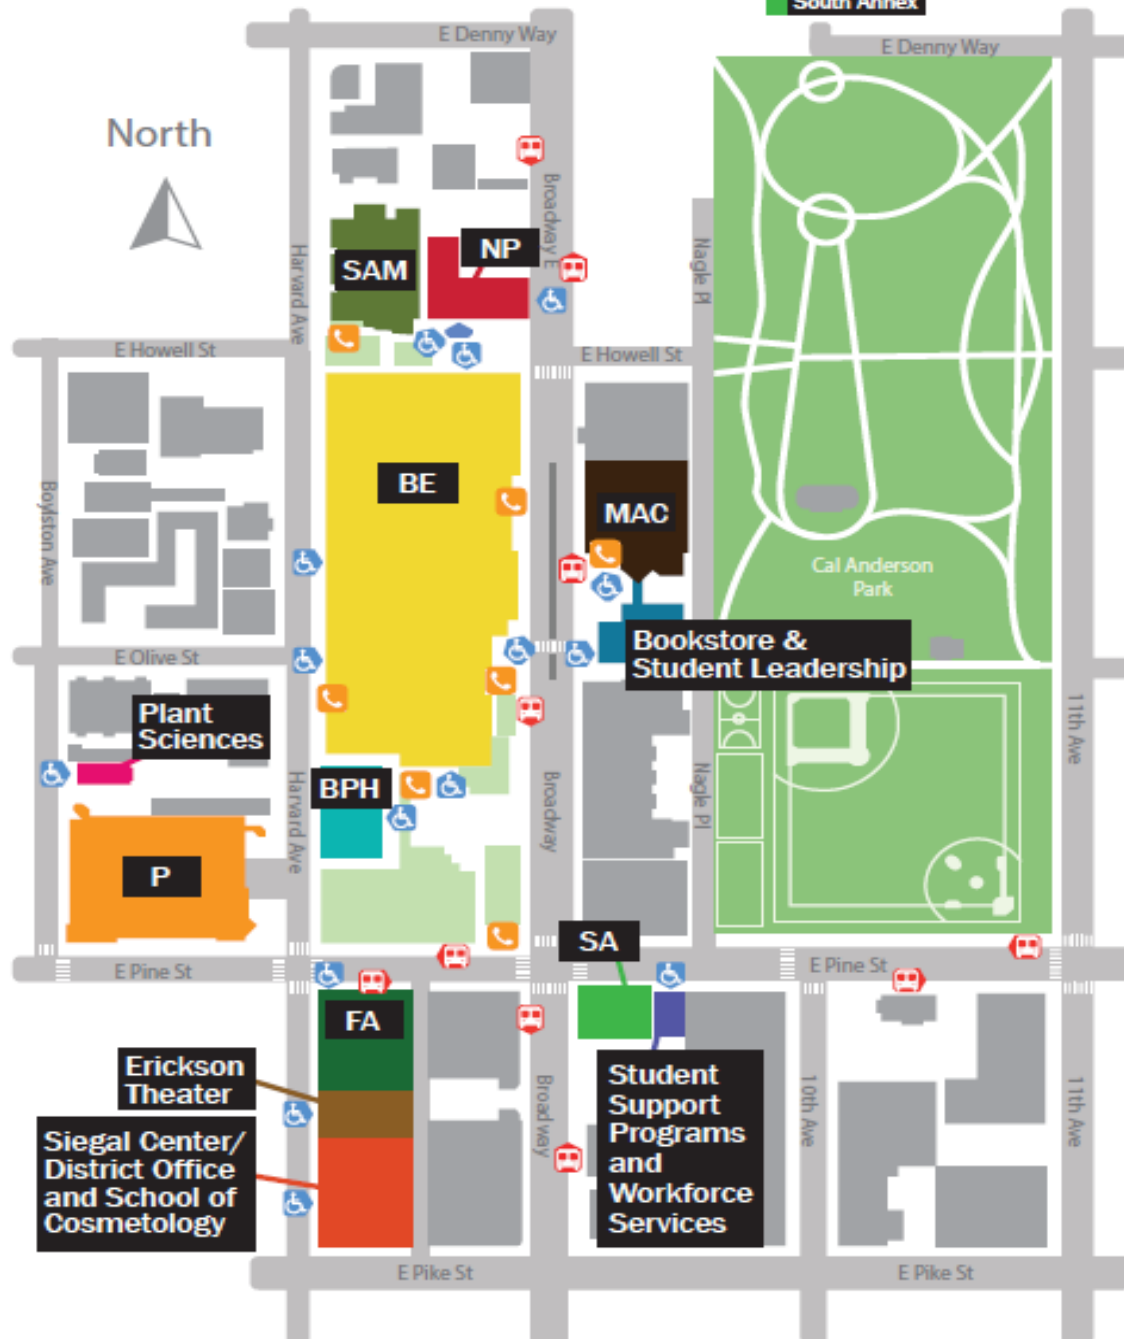 South Annex
E Denny Way
E Denny Way
North
Broadway E
NP
SAM
Harvard Ave
Nagle Pl
E Howell St
E Howell St
BE
MAC
Boylston Ave
Cal Anderson
Park
Bookstore &
Student Leadership
E Olive St
Plant
Sciences
11th Ave
BPH
Harvard Ave
Broadway
Nagle Pl
P
SA
E Pine St
E Pine St
FA
Erickson
Theater
Student
Support
Programs
and
Workforce
Services
Broadway
10th Ave
11th Ave
Siegal Center/
District Office
and School of
Cosmetology
E Pike St
E Pike St